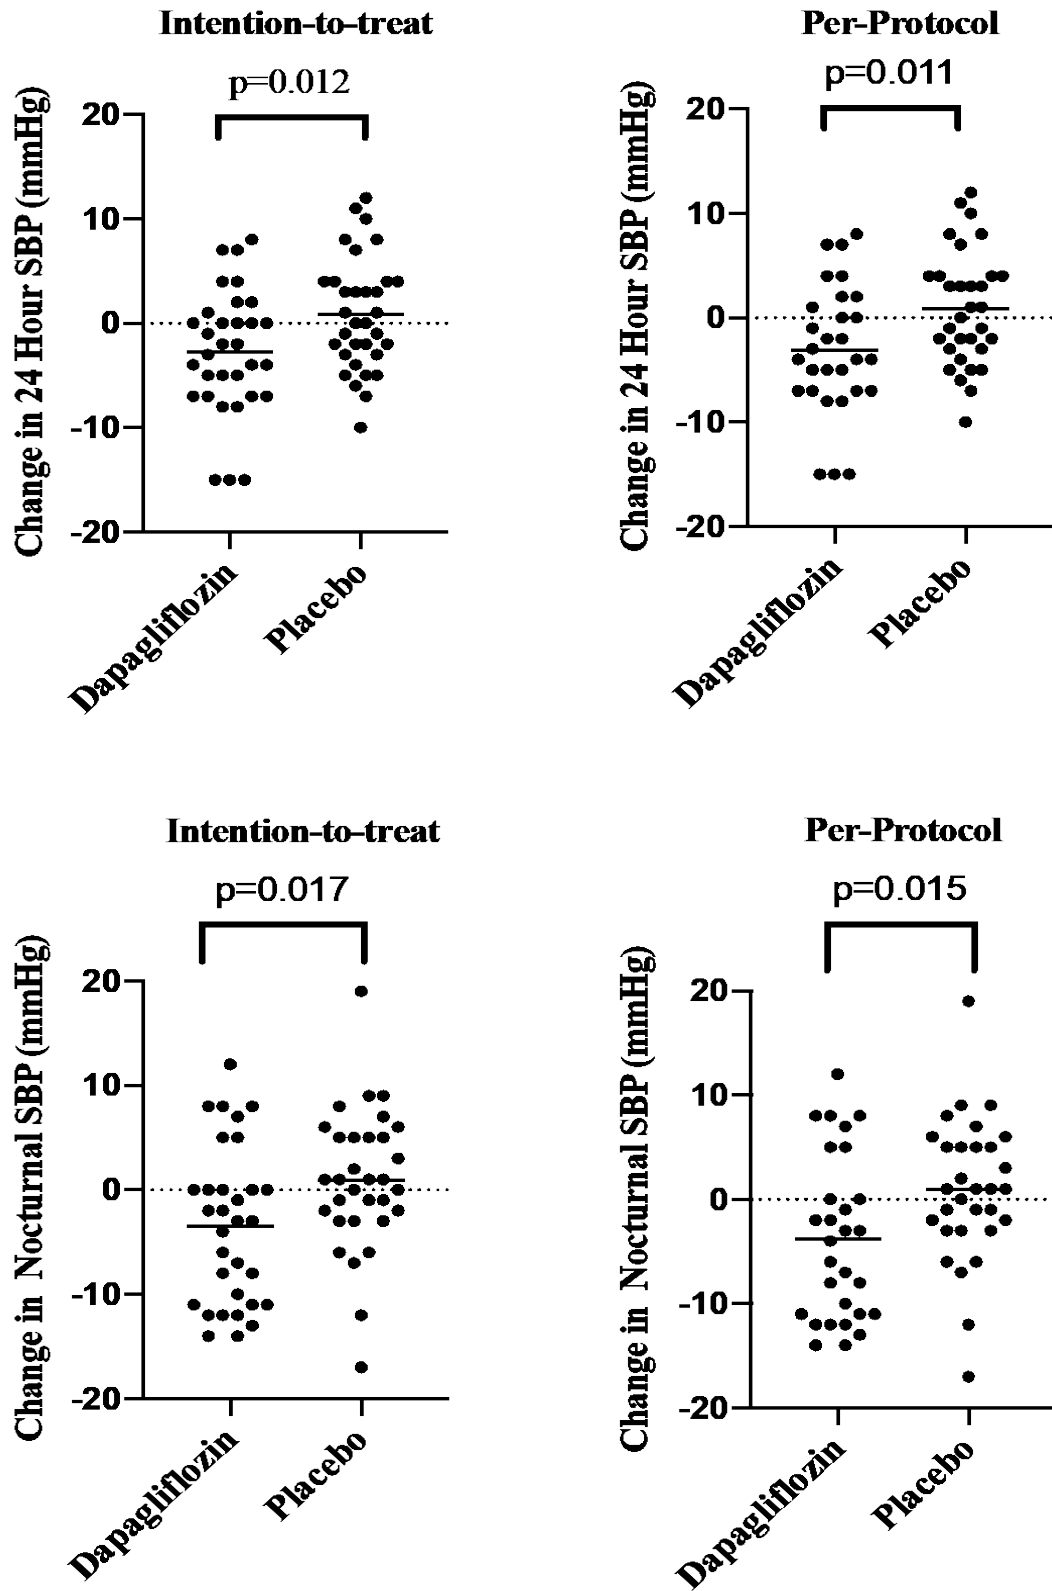 Intention-to-treat
p=0.012
Change in 24 Hour SBP (mmHg)
20
10
0
-10
-20
Dapagliflozin
Placebo
Per-Protocol
p=0.011
Change in 24 Hour SBP (mmHg)
20
10
0
-10
-20
Dapagliflozin
Placebo
Intention-to-treat
p=0.017
Change in Nocturnal SBP (mmHg)
20
10
0
-10
-20
Dapagliflozin
Placebo
Per-Protocol
p=0.015
Change in Nocturnal SBP (mmHg)
20
10
0
-10
-20
Dapagliflozin
Placebo